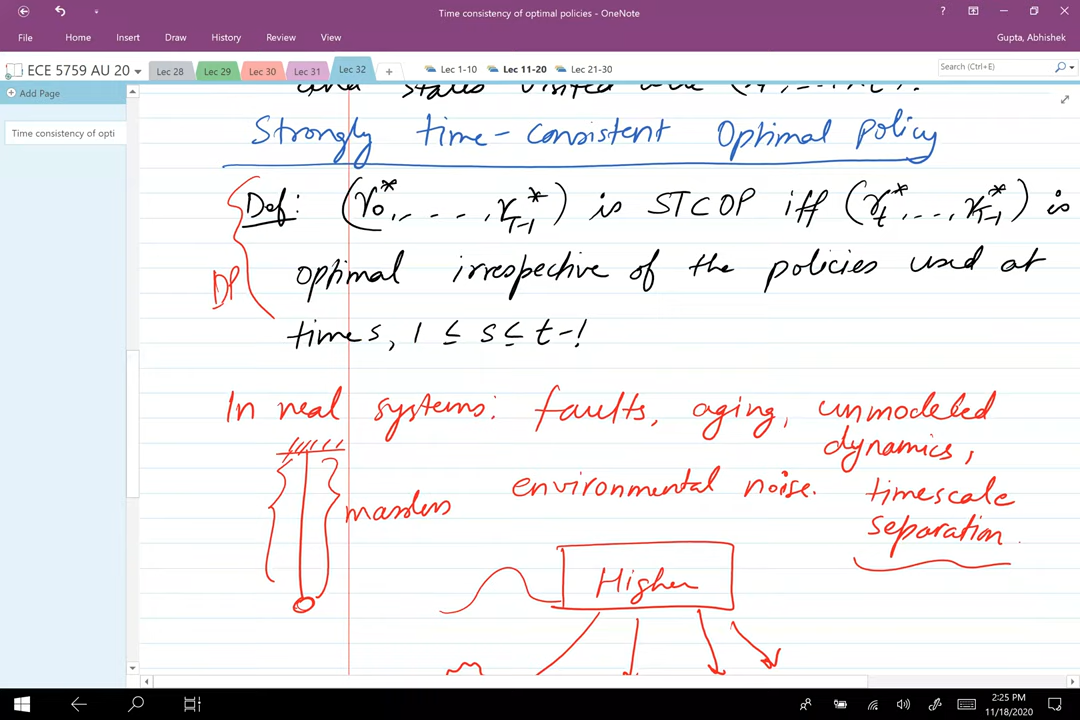 Time consistency of optimal policies - OneNote
Gupta, Abhishek
File Home Insert Draw History Review View
ECE 5759 AU 20 Lec 28 Lec 29 Lec 30 Lec 31 Lec 32 + Lec 1-10 Lec 11-20 Lec 21-30 Search (Ctrl+E)
Add Page
Time consistency of opti
states visited
Strongly time-consistent Optimal policy
Def: (γ₀*, ..., γ*_{T-1}) is STCOP iff (γ_t*, ..., γ*_{T-1}) is
DP
optimal irrespective of the policies used at
times, 1 ≤ s ≤ t-1
In real systems: faults, aging, unmodeled
dynamics,
environmental noise. timescale
separation
massless
Higher
2:25 PM
11/18/2020